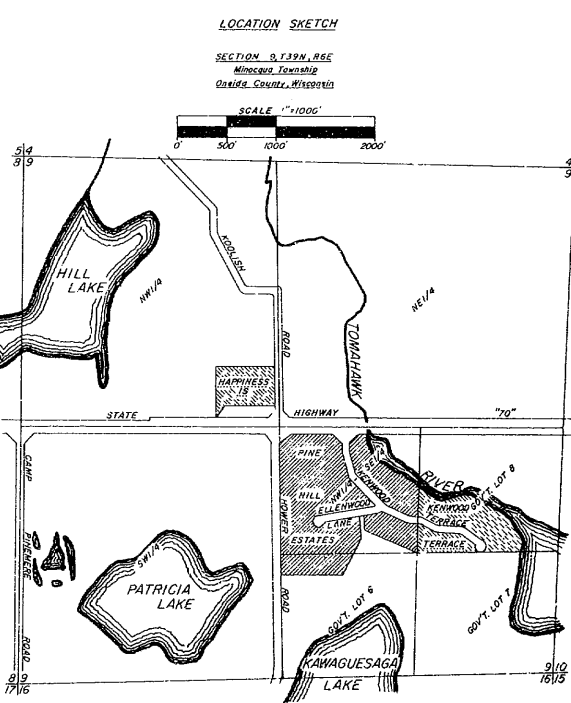 LOCATION SKETCH
SECTION 9, T39N, R6E
Minocqua Township
Oneida County, Wisconsin
SCALE 1"=1000'
0' 500' 1000' 2000'
5 4
8 9
4
9
KOOLISH
ROAD
HILL
LAKE
NW1/4
NE1/4
TOMAHAWK
RIVER
HAPPINESS
IS
STATE HIGHWAY "70"
CAMP
PINEMERE
ROAD
PINE
HILL
ESTATES
NW1/4
SE1/4
KENWOOD
ELLENWOOD
LANE
HOWER
ROAD
KENWOOD
TERRACE
TERRACE
GOV'T. LOT 8
GOV'T. LOT 7
GOV'T. LOT 6
SW1/4
PATRICIA
LAKE
KAWAGUESAGA
LAKE
8 9
17 16
9 10
16 15